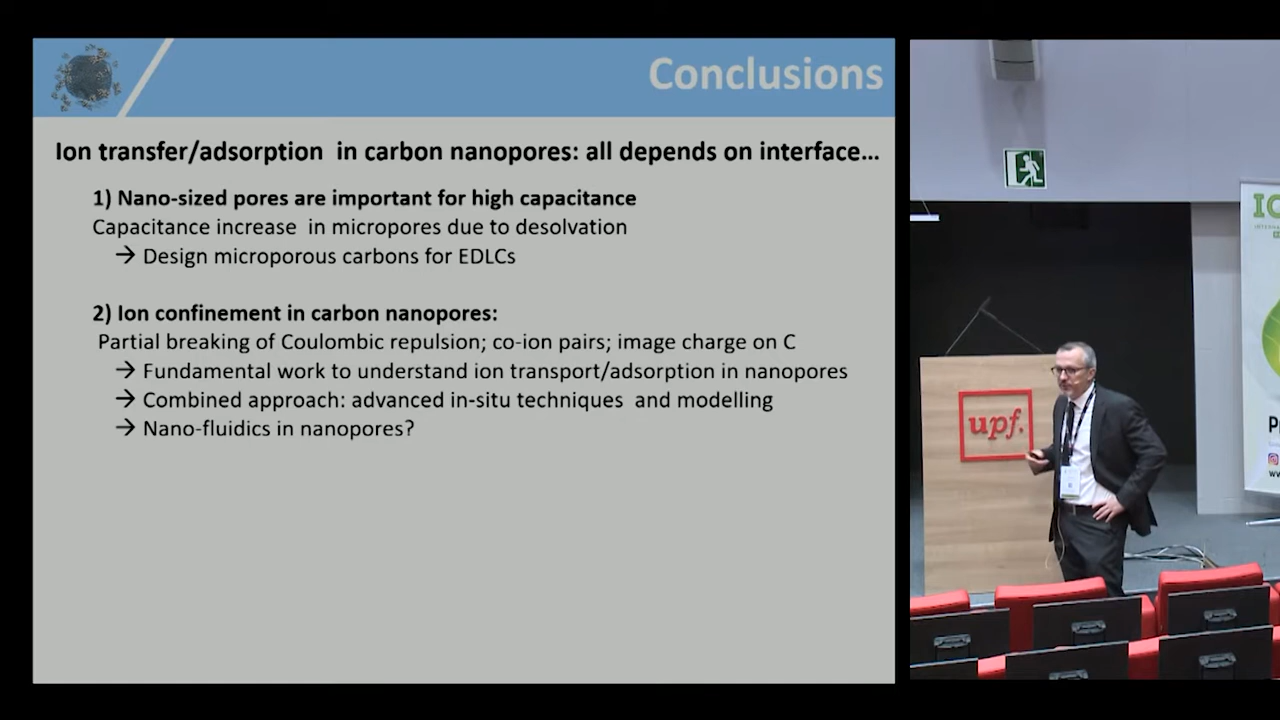 Conclusions
Ion transfer/adsorption in carbon nanopores: all depends on interface...
1) Nano-sized pores are important for high capacitance
Capacitance increase in micropores due to desolvation
→ Design microporous carbons for EDLCs
2) Ion confinement in carbon nanopores:
Partial breaking of Coulombic repulsion; co-ion pairs; image charge on C
→ Fundamental work to understand ion transport/adsorption in nanopores
→ Combined approach: advanced in-situ techniques and modelling
→ Nano-fluidics in nanopores?
upf.